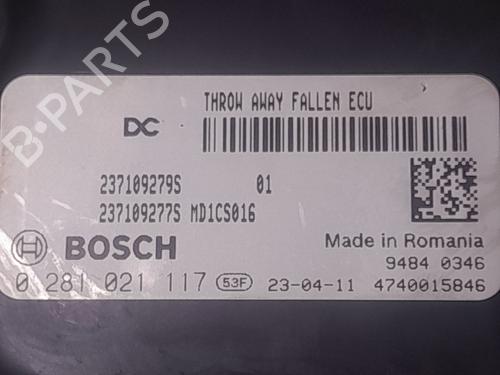 THROW AWAY FALLEN ECU
DC
237109279S 01
237109277S MD1CS016
BOSCH
Made in Romania
9484 0346
0 281 021 117 53F 23-04-11 4740015846
B-PARTS